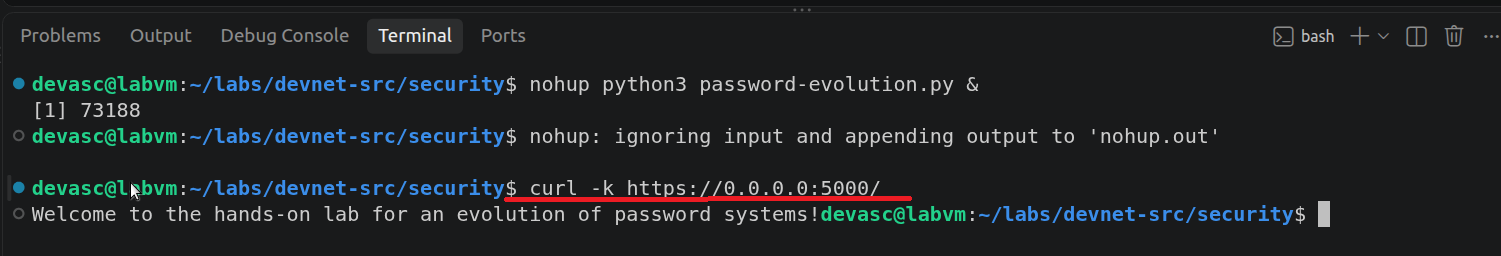 Problems Output Debug Console Terminal Ports bash
devasc@labvm:~/labs/devnet-src/security$ nohup python3 password-evolution.py &
[1] 73188
devasc@labvm:~/labs/devnet-src/security$ nohup: ignoring input and appending output to 'nohup.out'
devasc@labvm:~/labs/devnet-src/security$ curl -k https://0.0.0.0:5000/
Welcome to the hands-on lab for an evolution of password systems!devasc@labvm:~/labs/devnet-src/security$